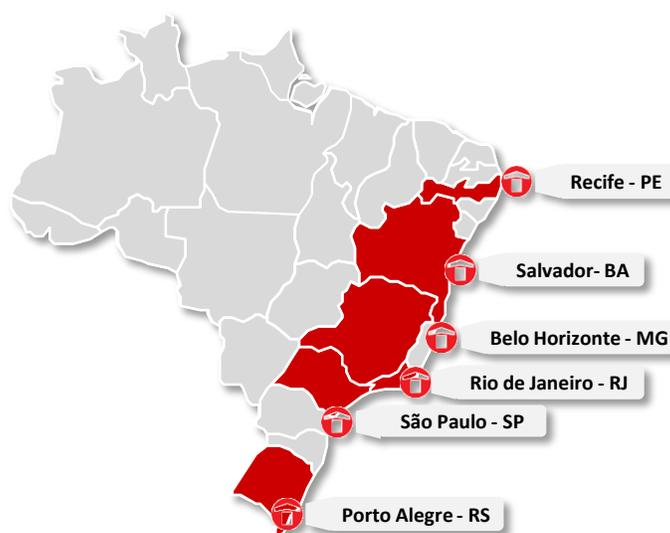 Recife - PE
Salvador- BA
Belo Horizonte - MG
Rio de Janeiro - RJ
São Paulo - SP
Porto Alegre - RS